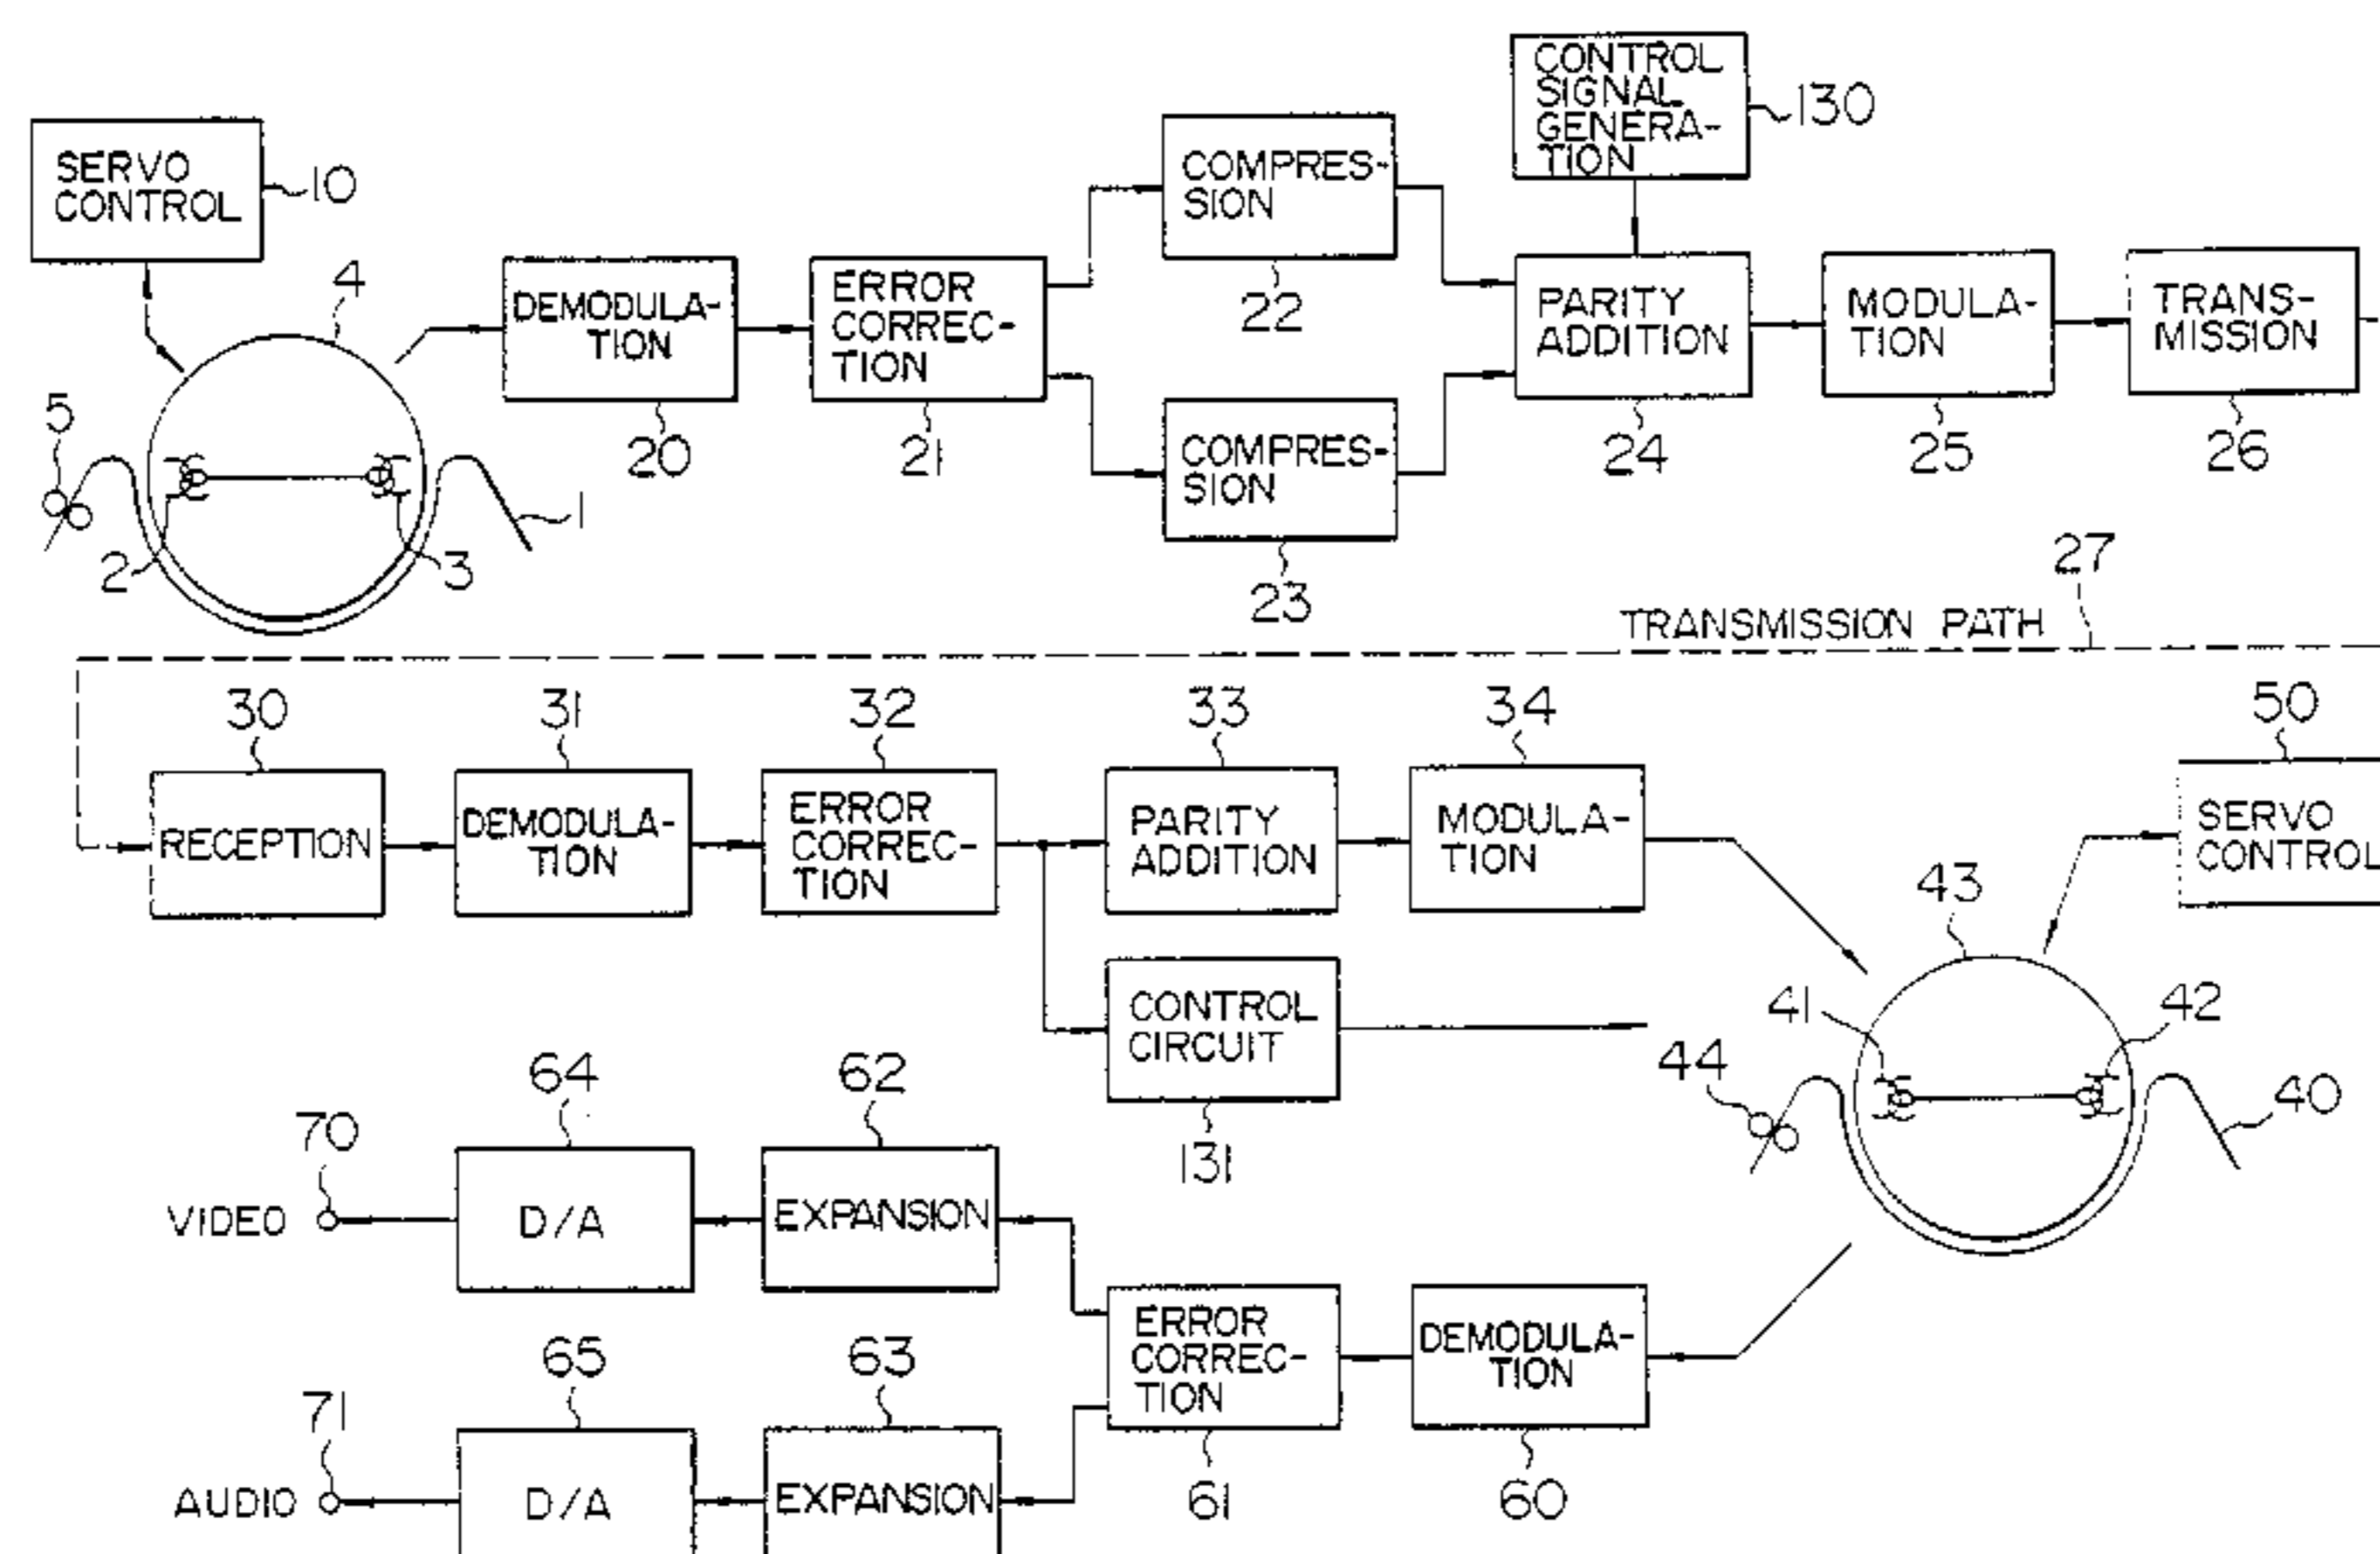 CONTROL
SIGNAL
GENERA-
TION
130
SERVO
CONTROL
10
COMPRES-
SION
22
4
DEMODULA-
TION
20
ERROR
CORREC-
TION
21
PARITY
ADDITION
24
MODULA-
TION
25
TRANS-
MISSION
26
5
COMPRES-
SION
23
1
2
3
27
TRANSMISSION PATH
30
31
32
33
34
50
RECEPTION
DEMODULA-
TION
ERROR
CORREC-
TION
PARITY
ADDITION
MODULA-
TION
SERVO
CONTROL
43
CONTROL
CIRCUIT
131
41
42
44
40
64
62
70
VIDEO
D/A
EXPANSION
ERROR
CORREC-
TION
61
DEMODULA-
TION
60
65
63
71
AUDIO
D/A
EXPANSION